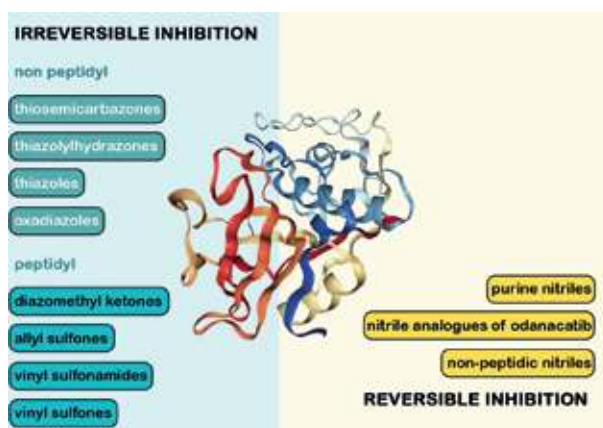 IRREVERSIBLE INHIBITION
non peptidyl
thiosemicarbazones
thiazolylhydrazones
thiazoles
oxadiazoles
peptidyl
diazomethyl ketones
allyl sulfones
vinyl sulfonamides
vinyl sulfones
purine nitriles
nitrile analogues of odanacatib
non-peptidic nitriles
REVERSIBLE INHIBITION